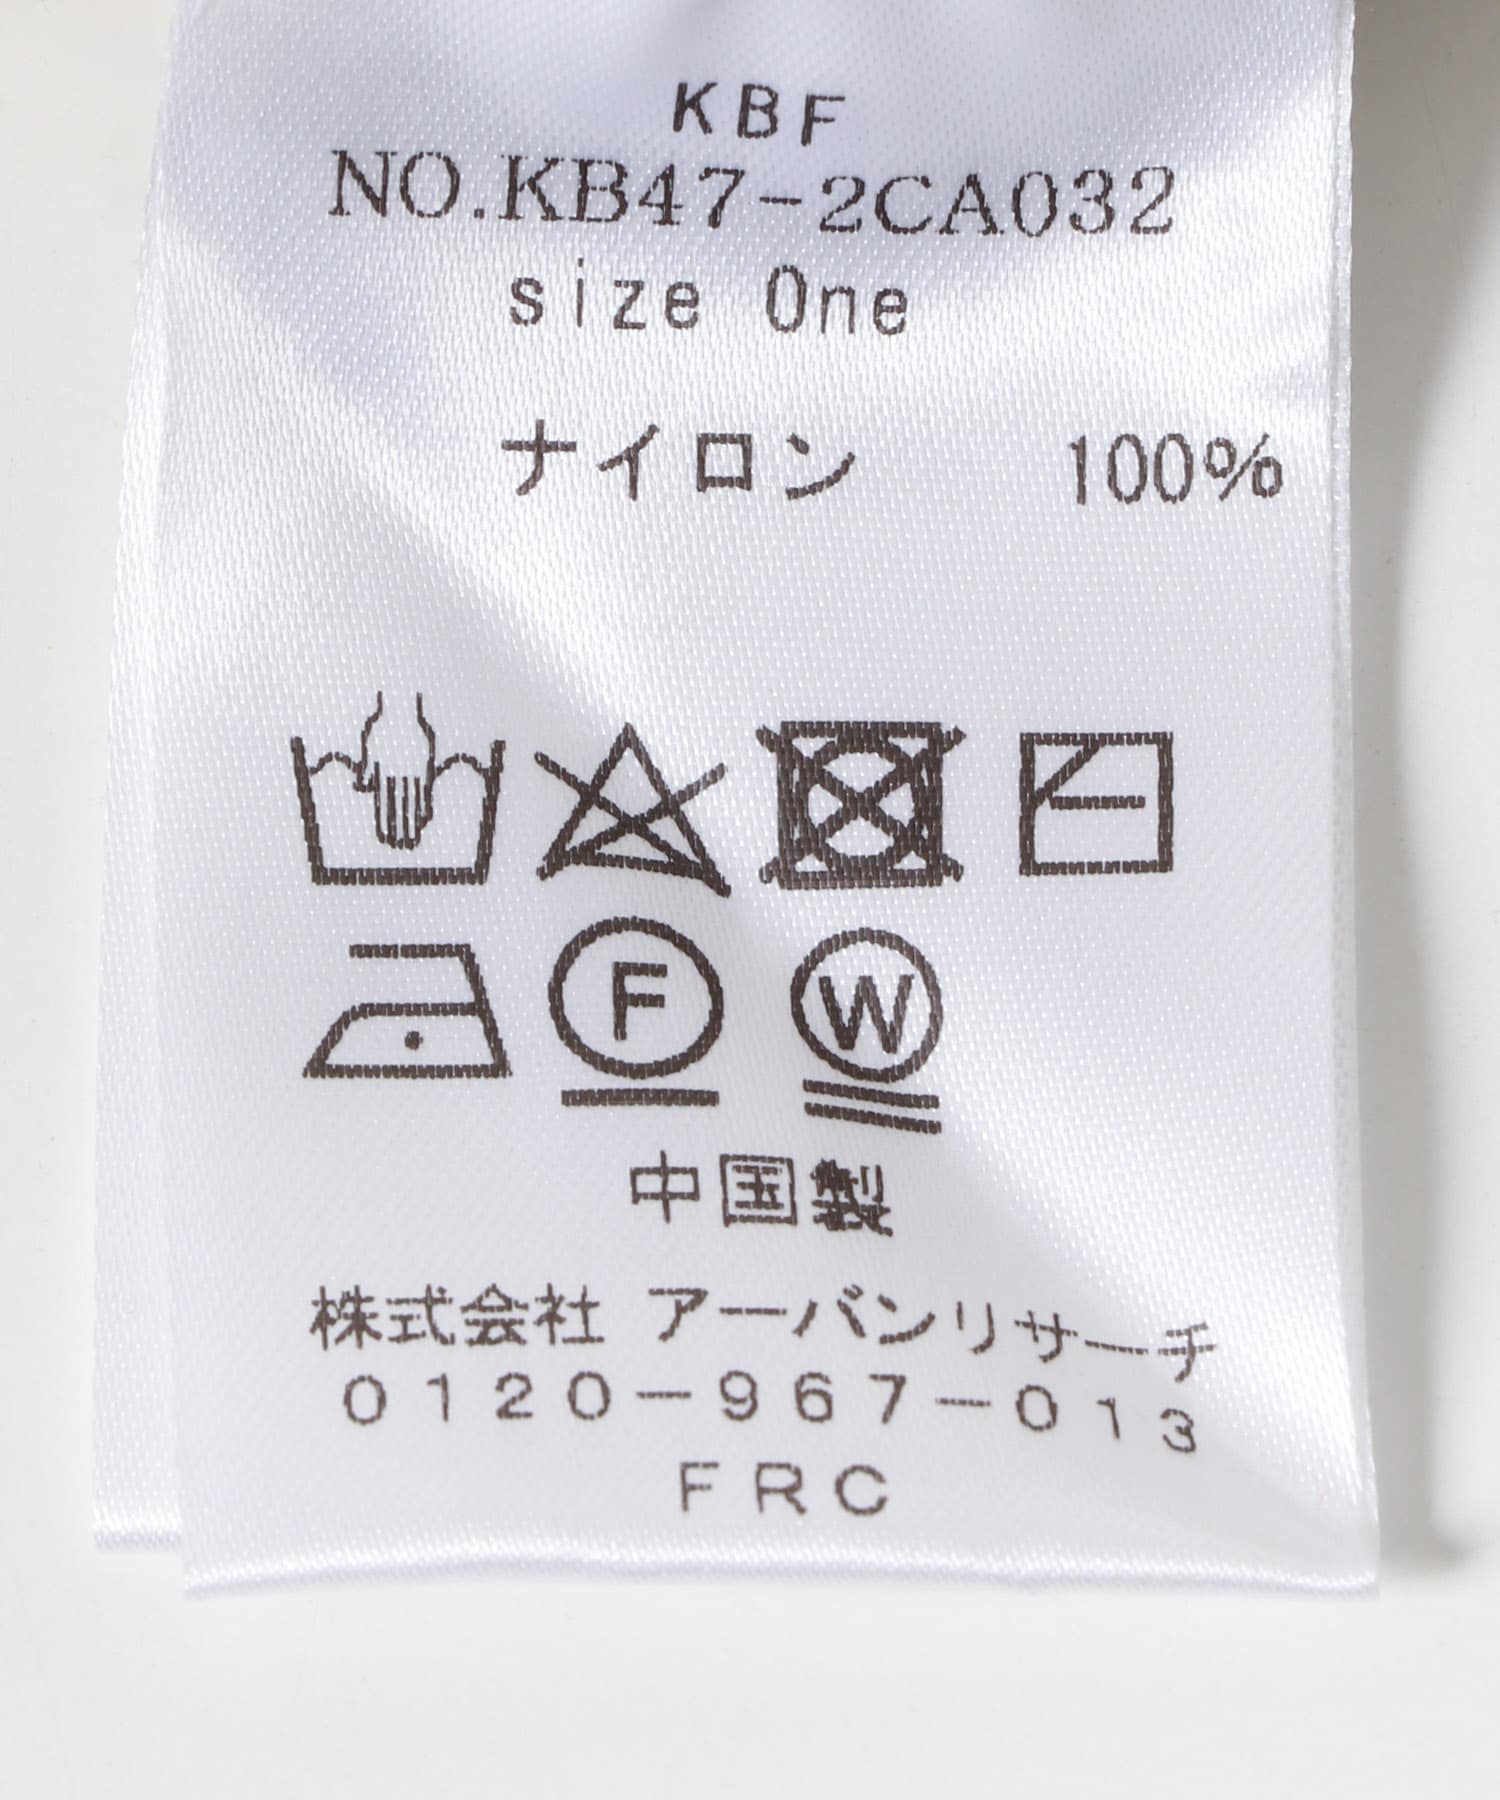 KBF
NO.KB47-2CA032
size One
ナイロン 100%
F W
中国製
株式会社 アーバンリサーチ
0120-967-013
FRC